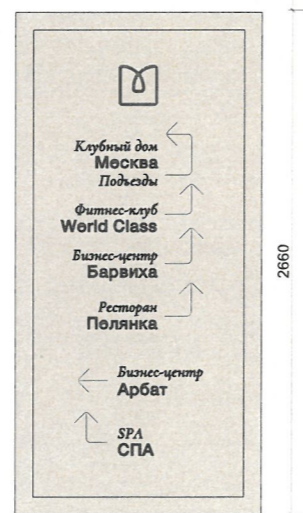 Клубный дом
Москва
Подъезды
Фитнес-клуб
World Class
Бизнес-центр
Барвиха
Ресторан
Полянка
Бизнес-центр
Арбат
SPA
СПА
2660